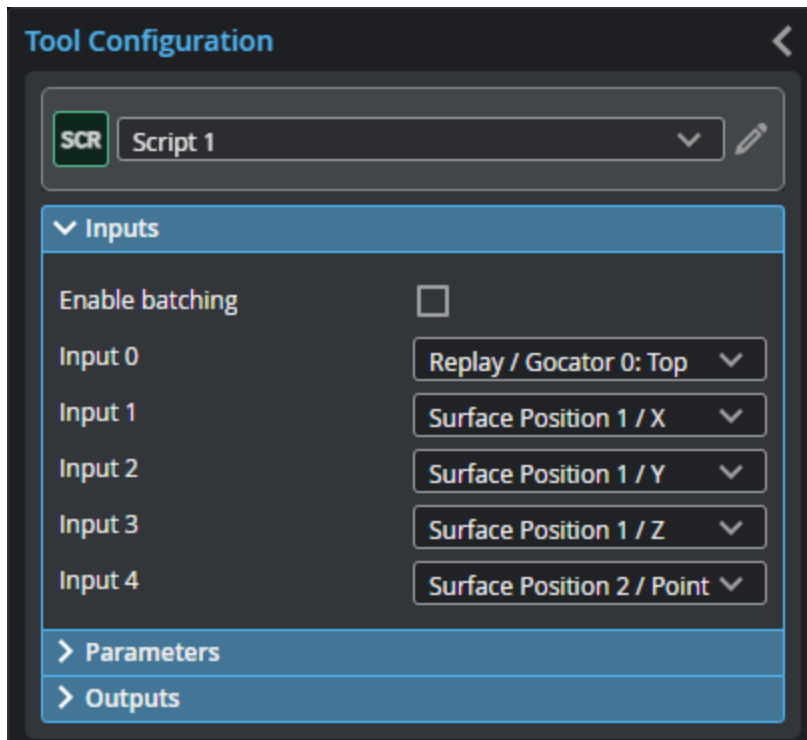 Tool Configuration
SCR Script 1
Inputs
Enable batching
Input 0 Replay / Gocator 0: Top
Input 1 Surface Position 1 / X
Input 2 Surface Position 1 / Y
Input 3 Surface Position 1 / Z
Input 4 Surface Position 2 / Point
Parameters
Outputs